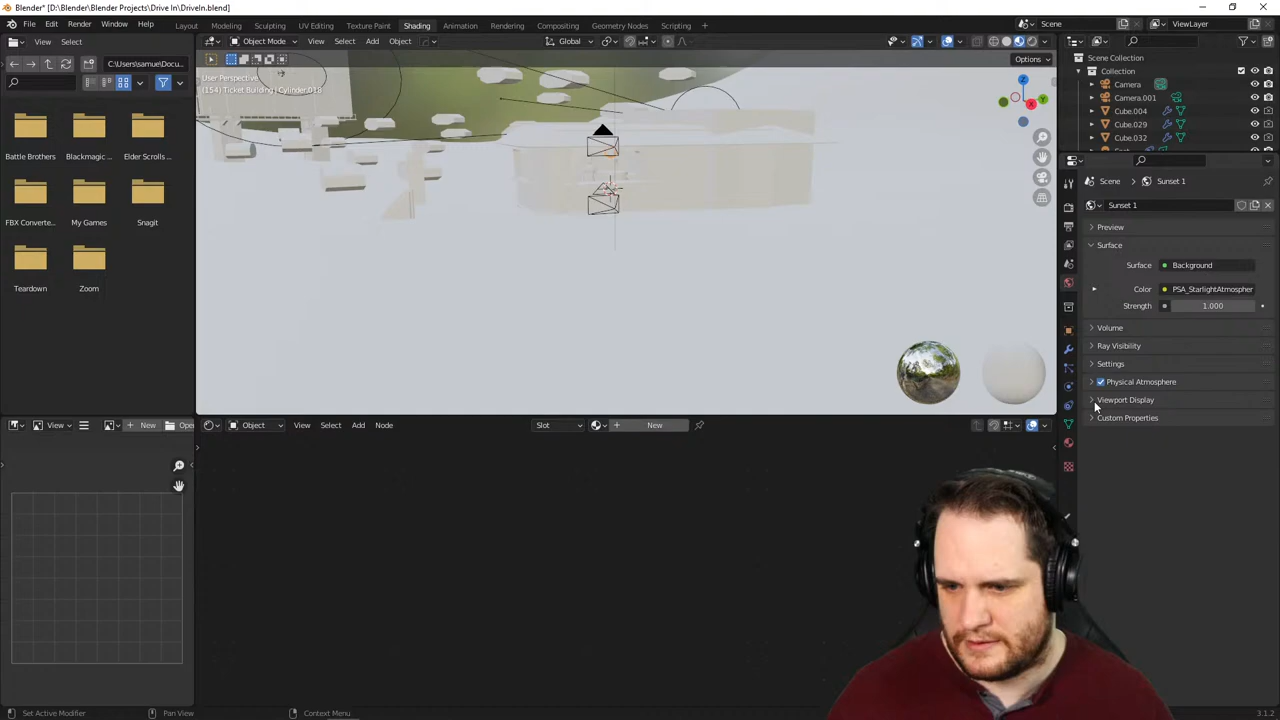 Blender* [C:\Blender\Blender Projects\Drive In\DriveIn.blend]
File Edit Render Window Help Layout Modeling Sculpting UV Editing Texture Paint Shading Animation Rendering Compositing Geometry Nodes Scripting Scene ViewLayer
View Select
Object Mode View Select Add Object Global
C:\Users\samue\Docu...
Options
User Perspective
(154) Ticket Building | Cylinder.018
Scene Collection
Collection
Camera
Camera.001
Cube.004
Cube.029
Cube.032
Battle Brothers Blackmagic ... Elder Scrolls ...
FBX Converte... My Games Snagit
Teardown Zoom
Scene Sunset 1
Sunset 1
Preview
Surface
Surface Background
Color PSA_StarlightAtmospher
Strength 1.000
Volume
Ray Visibility
Settings
Physical Atmosphere
Viewport Display
Custom Properties
X
Y
Z
View New Open
Object View Select Add Node Slot New
Set Active Modifier Pan View Context Menu 3.1.2